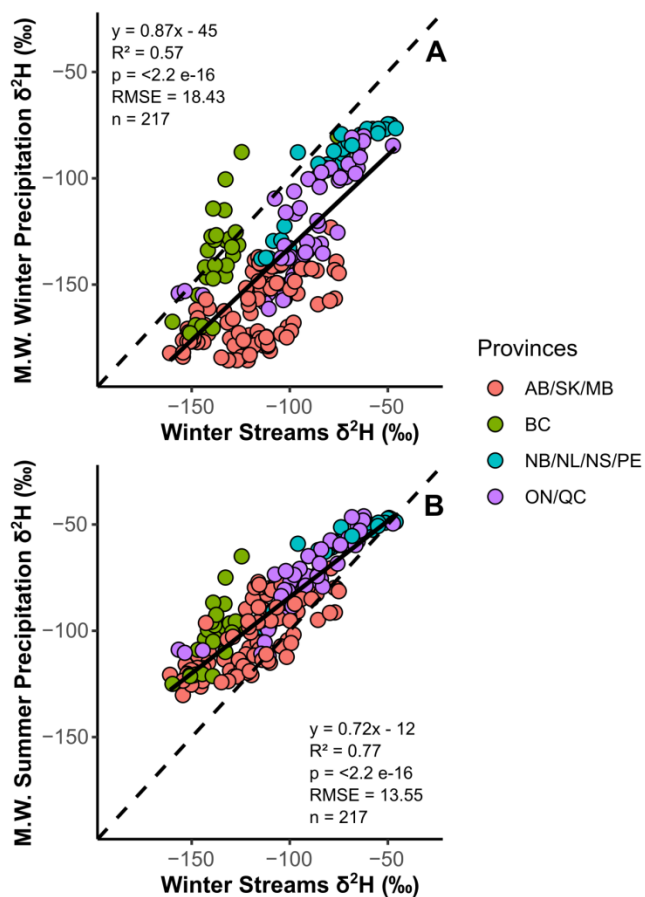 y = 0.87x - 45
R² = 0.57
p = <2.2 e-16
RMSE = 18.43
n = 217
A
M.W. Winter Precipitation δ²H (‰)
−50
−100
−150
−150 −100 −50
Winter Streams δ²H (‰)
Provinces
AB/SK/MB
BC
NB/NL/NS/PE
ON/QC
B
M.W. Summer Precipitation δ²H (‰)
−50
−100
−150
y = 0.72x - 12
R² = 0.77
p = <2.2 e-16
RMSE = 13.55
n = 217
−150 −100 −50
Winter Streams δ²H (‰)